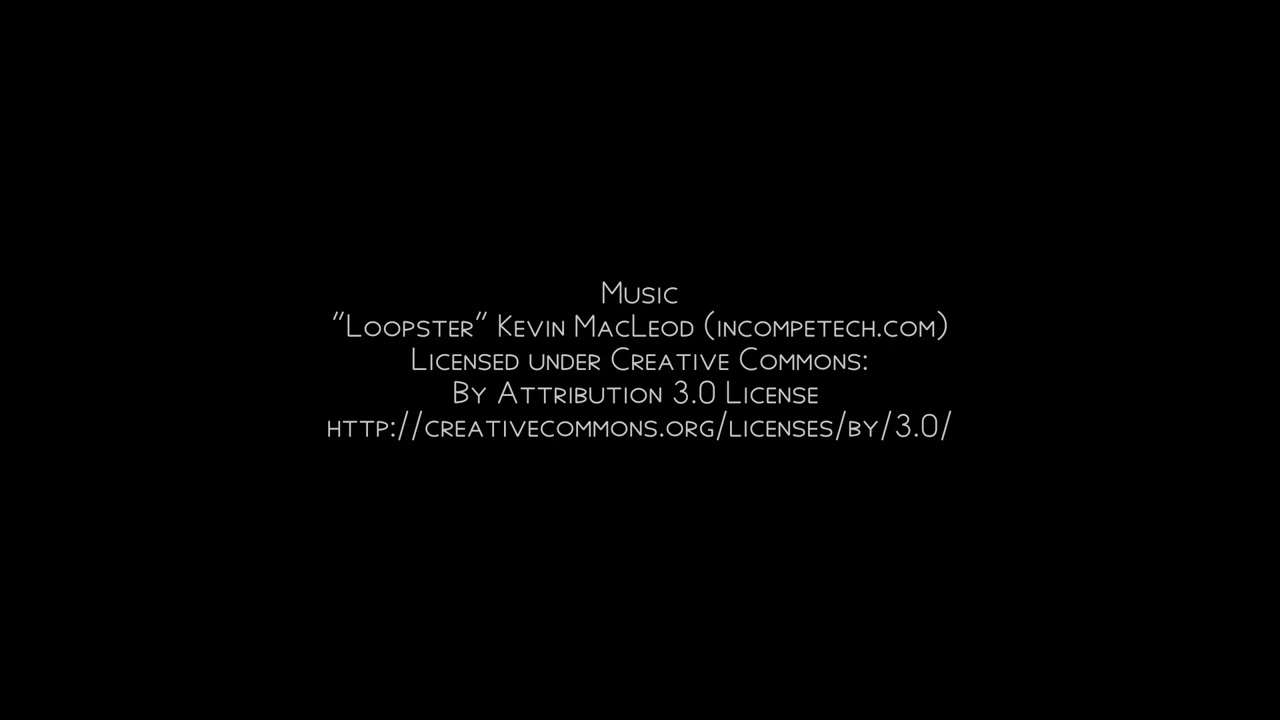 Music
"Loopster" Kevin MacLeod (incompetech.com)
Licensed under Creative Commons:
By Attribution 3.0 License
http://creativecommons.org/licenses/by/3.0/